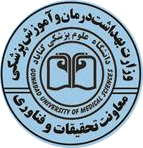 وزارت بهداشت درمان و آموزش پزشکی
دانشگاه علوم پزشکی گناباد
GONABAD UNIVERSITY OF MEDICAL SCIENCES
معاونت تحقیقات و فناوری